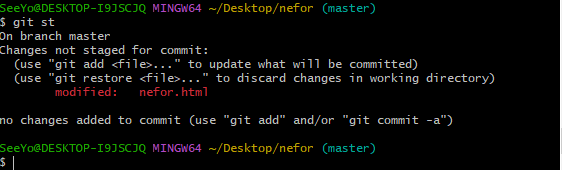 SeeYo@DESKTOP-I9JSCJQ MINGW64 ~/Desktop/nefor (master)
$ git st
On branch master
Changes not staged for commit:
  (use "git add <file>..." to update what will be committed)
  (use "git restore <file>..." to discard changes in working directory)
        modified:   nefor.html
no changes added to commit (use "git add" and/or "git commit -a")
SeeYo@DESKTOP-I9JSCJQ MINGW64 ~/Desktop/nefor (master)
$